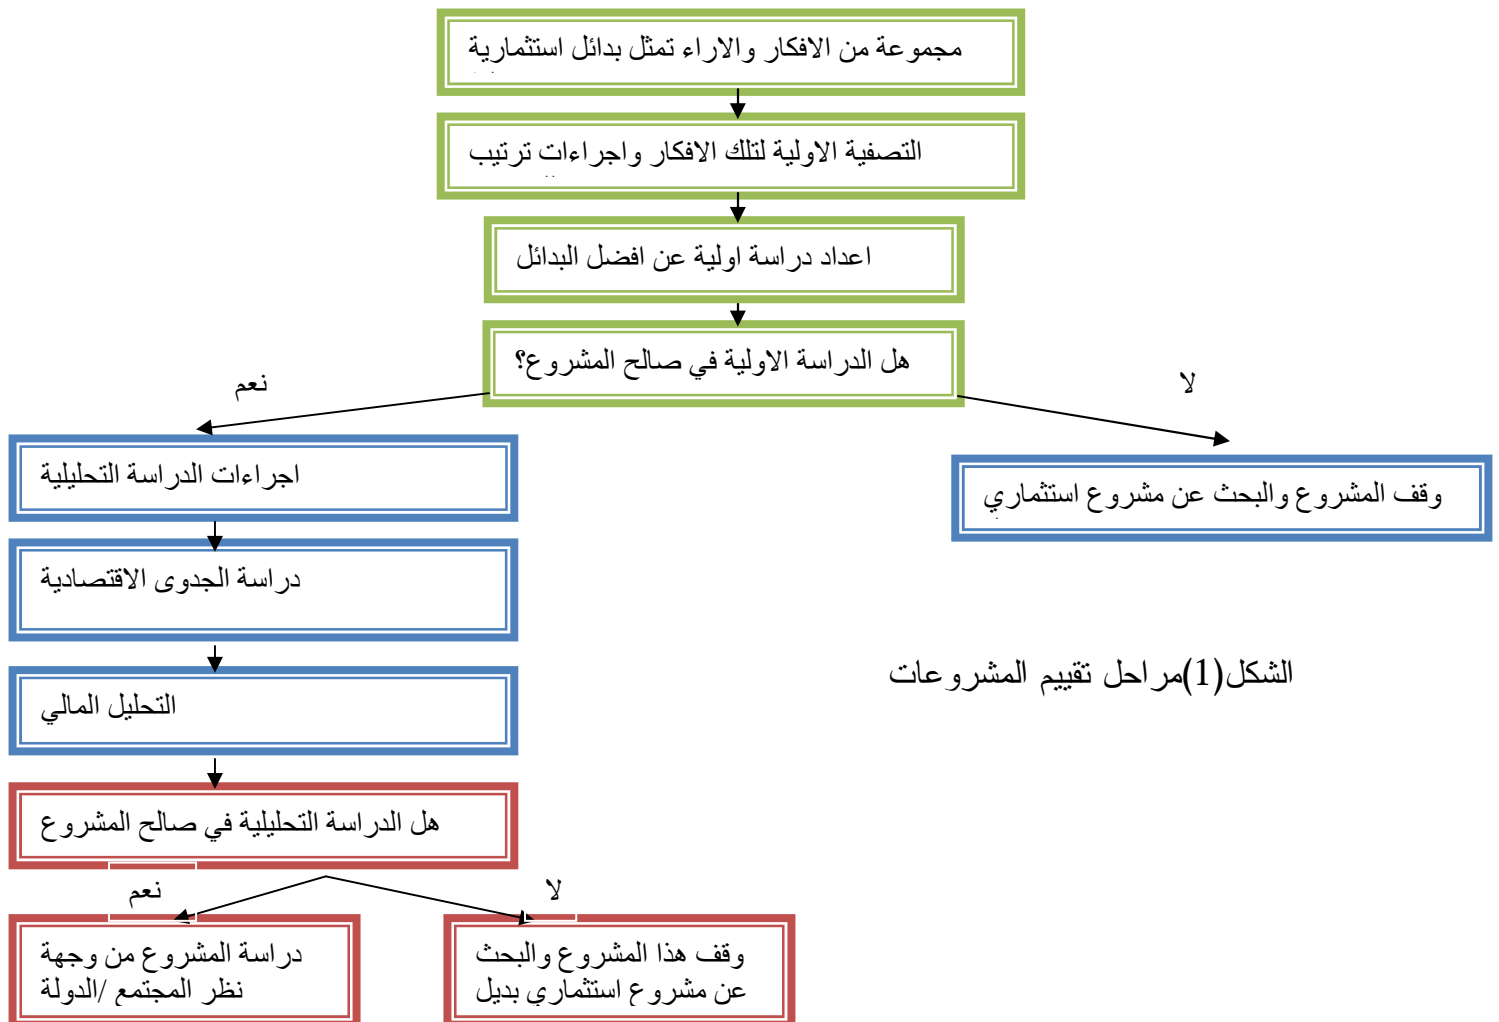 مجموعة من الافكار والاراء تمثل بدائل استثمارية
التصفية الاولية لتلك الافكار واجراءات ترتيب
اعداد دراسة اولية عن افضل البدائل
هل الدراسة الاولية في صالح المشروع؟
نعم
لا
اجراءات الدراسة التحليلية
وقف المشروع والبحث عن مشروع استثماري
دراسة الجدوى الاقتصادية
الشكل(1)مراحل تقييم المشروعات
التحليل المالي
هل الدراسة التحليلية في صالح المشروع
نعم
لا
دراسة المشروع من وجهة
نظر المجتمع /الدولة
وقف هذا المشروع والبحث
عن مشروع استثماري بديل